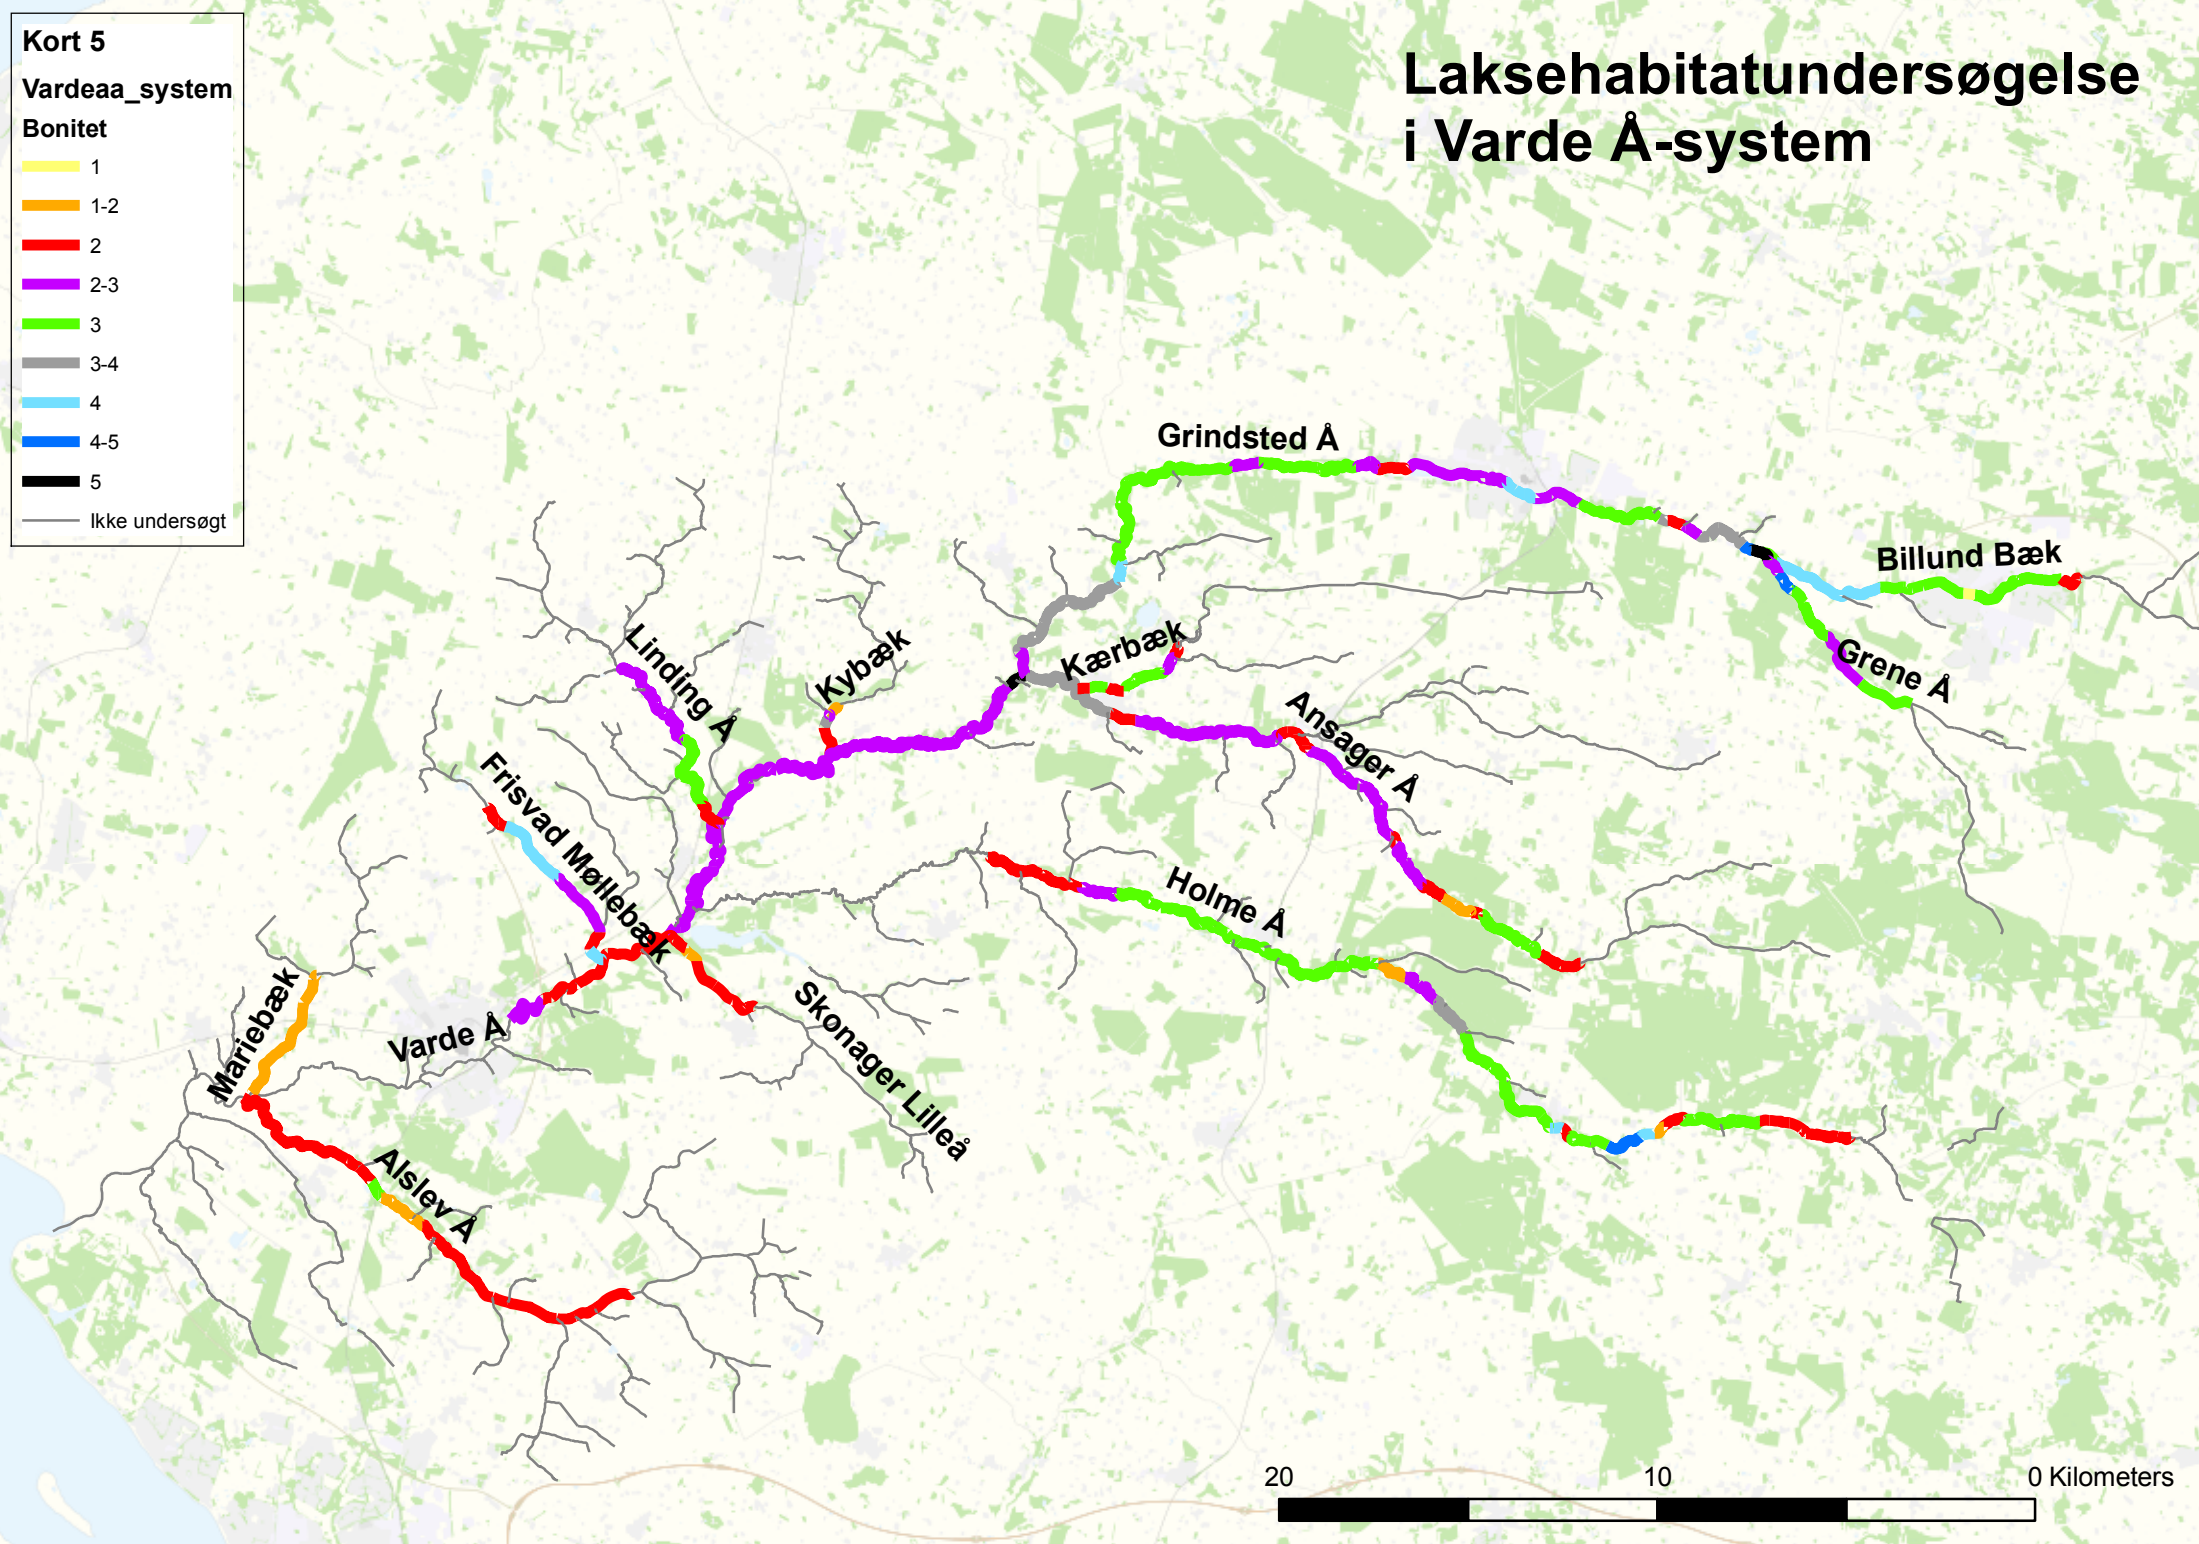 Kort 5
Vardeaa_system
Bonitet
1
1-2
2
2-3
3
3-4
4
4-5
5
Ikke undersøgt
Laksehabitatundersøgelse
i Varde Å-system
Grindsted Å
Billund Bæk
Grene Å
Kærbæk
Kybæk
Linding Å
Ansager Å
Frisvad Møllebæk
Holme Å
Mariebæk
Varde Å
Skonager Lilleå
Alslev Å
20 10 0 Kilometers